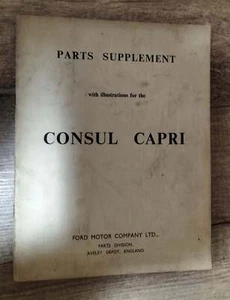 PARTS SUPPLEMENT
with illustrations for the
CONSUL CAPRI
FORD MOTOR COMPANY LTD.,
PARTS DIVISION,
AVELEY DEPOT, ENGLAND